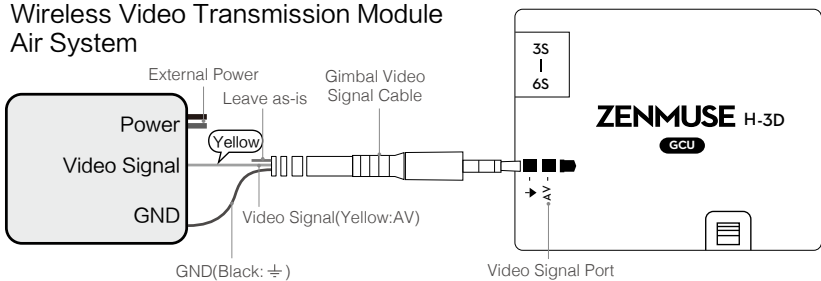 Wireless Video Transmission Module
Air System
External Power
Leave as-is
Gimbal Video
Signal Cable
Power
Yellow
Video Signal
GND
Video Signal(Yellow:AV)
GND(Black: ⏚)
3S
|
6S
ZENMUSE H-3D
GCU
⏚
AV
Video Signal Port